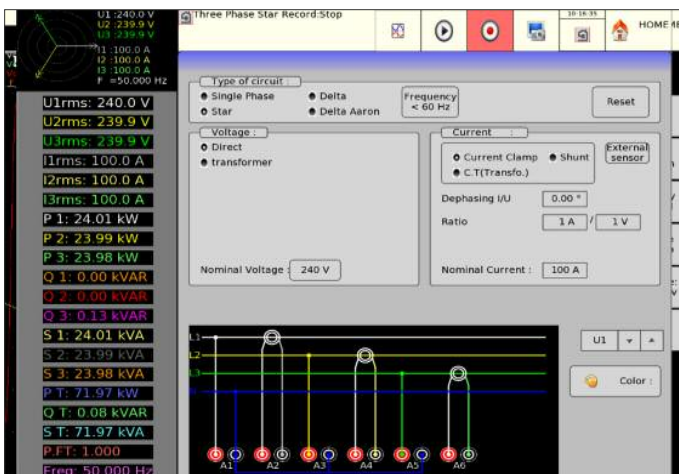 U1 :240.0 V
U2 :239.9 V
U3 :239.9 V
I1 :100.0 A
I2 :100.0 A
I3 :100.0 A
F =50.000 HZ
Three Phase Star Record:Stop
10-16-35
HOME
U1rms: 240.0 V
U2rms: 239.9 V
U3rms: 239.9 V
I1rms: 100.0 A
I2rms: 100.0 A
I3rms: 100.0 A
P 1: 24.01 kW
P 2: 23.99 kW
P 3: 23.98 kW
Q 1: 0.00 kVAR
Q 2: 0.00 kVAR
Q 3: 0.13 kVAR
S 1: 24.01 kVA
S 2: 23.99 kVA
S 3: 23.98 kVA
P T: 71.97 kW
Q T: 0.08 kVAR
S T: 71.97 kVA
P.FT: 1.000
Freq: 50.000 Hz
Type of circuit :
Single Phase
Delta
Star
Delta Aaron
Frequency
< 60 Hz
Reset
Voltage :
Direct
transformer
Nominal Voltage : 240 V
Current :
Current Clamp
Shunt
C.T(Transfo.)
External
sensor
Dephasing I/U 0.00 °
Ratio 1 A / 1 V
Nominal Current : 100 A
L1
L2
L3
A1 A2 A3 A4 A5 A6
U1
Color :